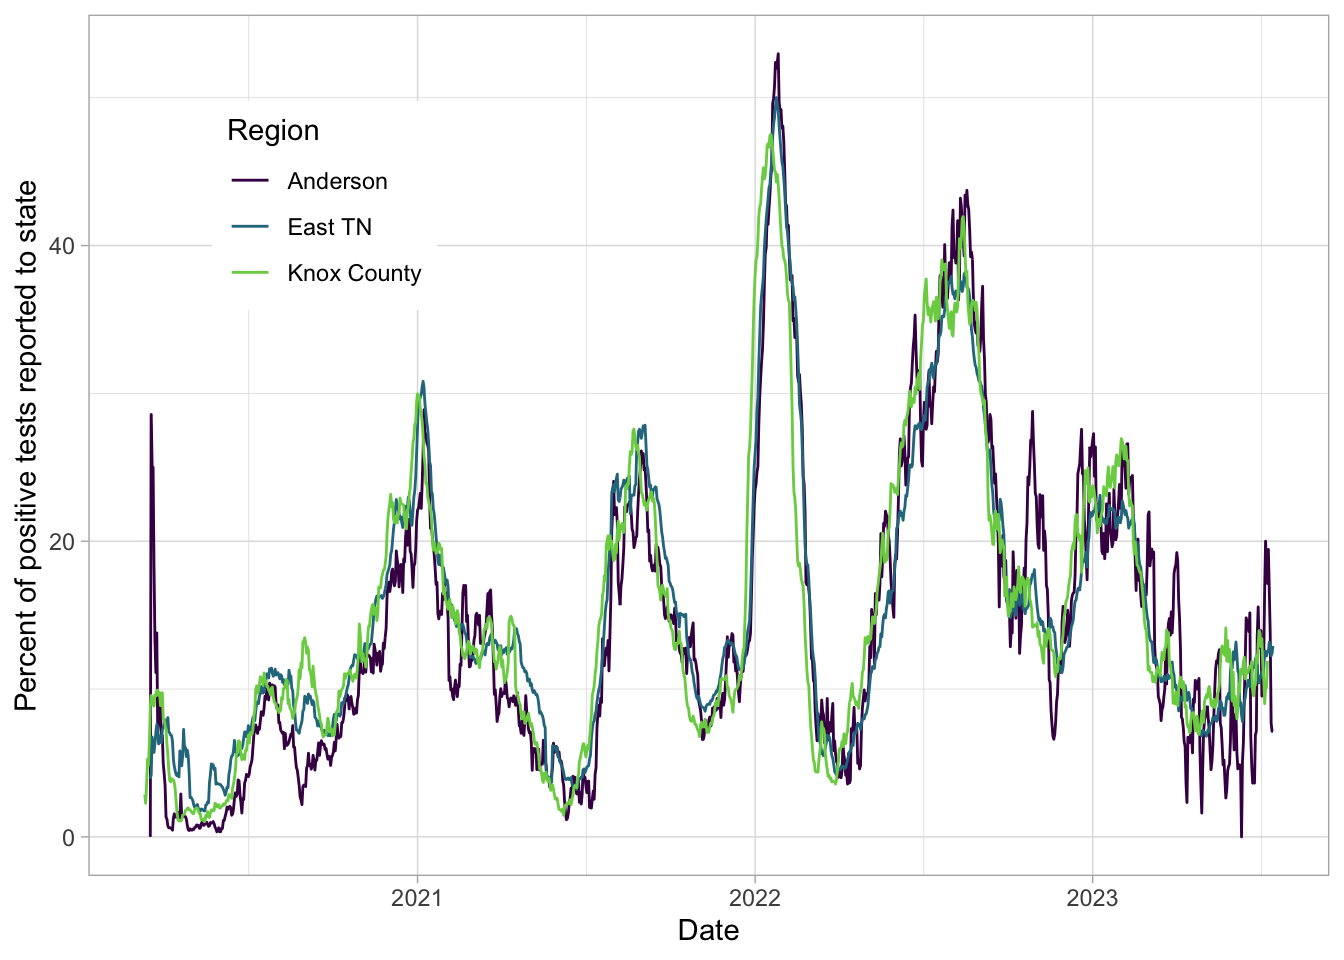 Region
Anderson
East TN
Knox County
Percent of positive tests reported to state
40
20
0
2021
2022
2023
Date